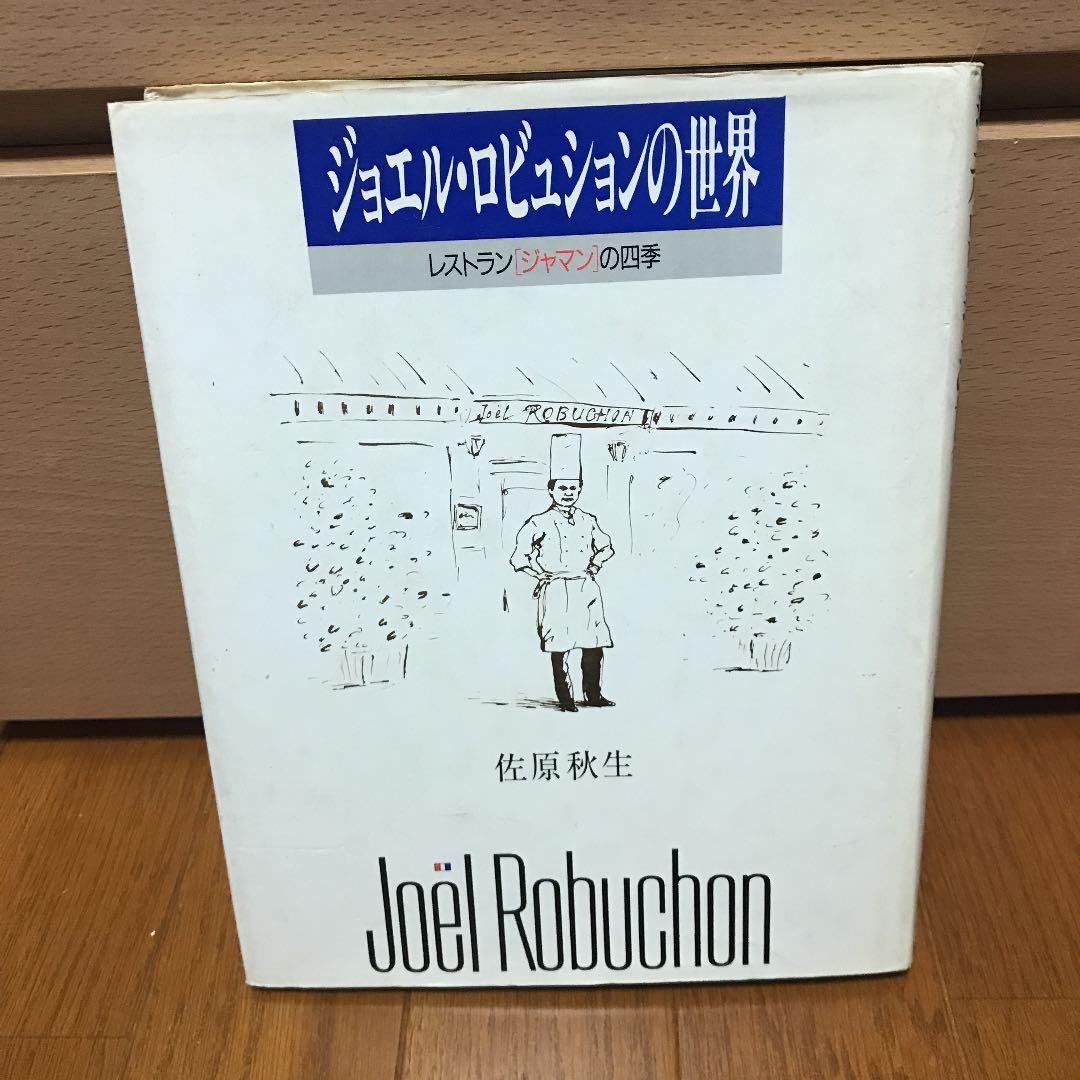 ジョエル・ロビュションの世界
レストラン[ジャマン]の四季
Joël ROBUCHON
佐原秋生
Joël Robuchon